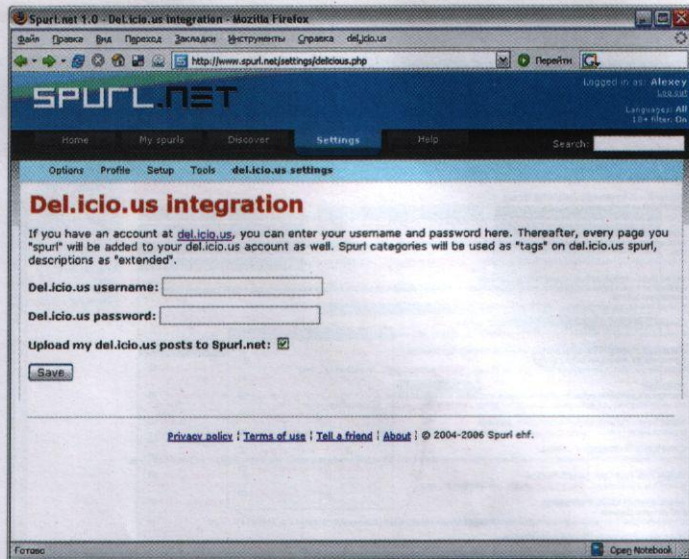 Spurl.net 1.0 - Del.icio.us integration - Mozilla Firefox
Файл Правка Вид Переход Закладки Инструменты Справка del.icio.us
http://www.spurl.net/settings/delicious.php Перейти
SPURL.NET
Logged in as: Alexey
Log out
Languages: All
18+ filter: On
Home My spurls Discover Settings Help Search:
Options Profile Setup Tools del.icio.us settings
Del.icio.us integration
If you have an account at del.icio.us, you can enter your username and password here. Thereafter, every page you
"spurl" will be added to your del.icio.us account as well. Spurl categories will be used as "tags" on del.icio.us spurl,
descriptions as "extended".
Del.icio.us username:
Del.icio.us password:
Upload my del.icio.us posts to Spurl.net:
Save
Privacy policy | Terms of use | Tell a friend | About | © 2004-2006 Spurl ehf.
Готово Open Notebook